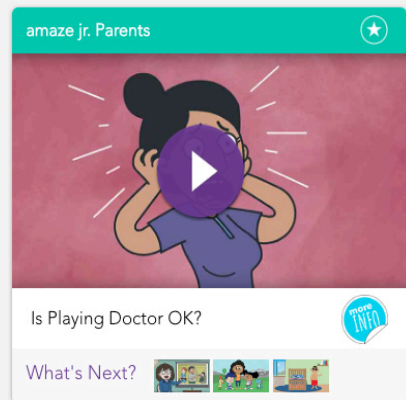 amaze jr. Parents
Is Playing Doctor OK?
more
INFO
What's Next?